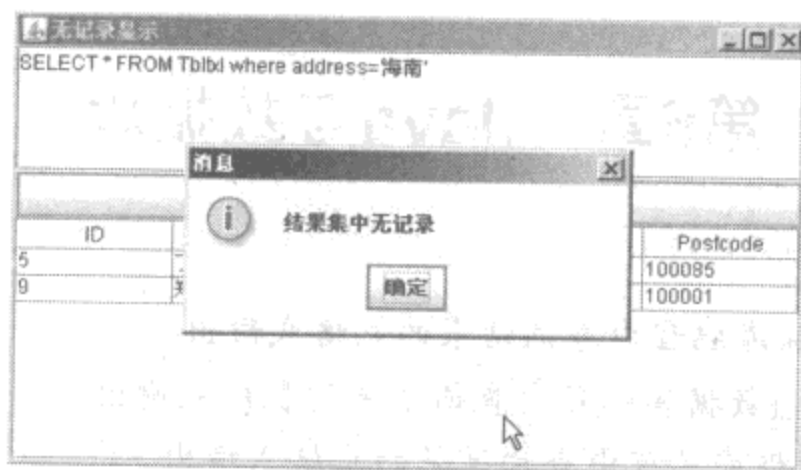 无记录显示
SELECT * FROM Tbltxl where address='海南'
消息
结果集中无记录
确定
ID Postcode
5 100085
9 100001